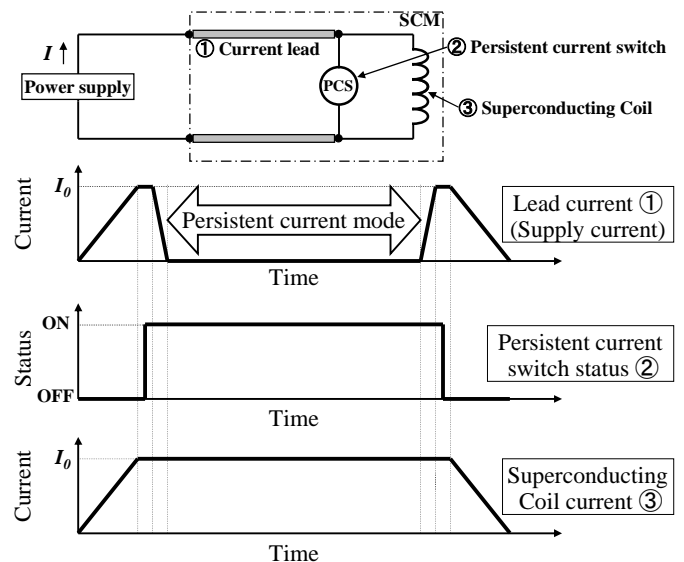 SCM
① Current lead
I
② Persistent current switch
Power supply
PCS
③ Superconducting Coil
I0
Current
Persistent current mode
Lead current ①
(Supply current)
Time
ON
Status
OFF
Persistent current
switch status ②
Time
I0
Current
Superconducting
Coil current ③
Time